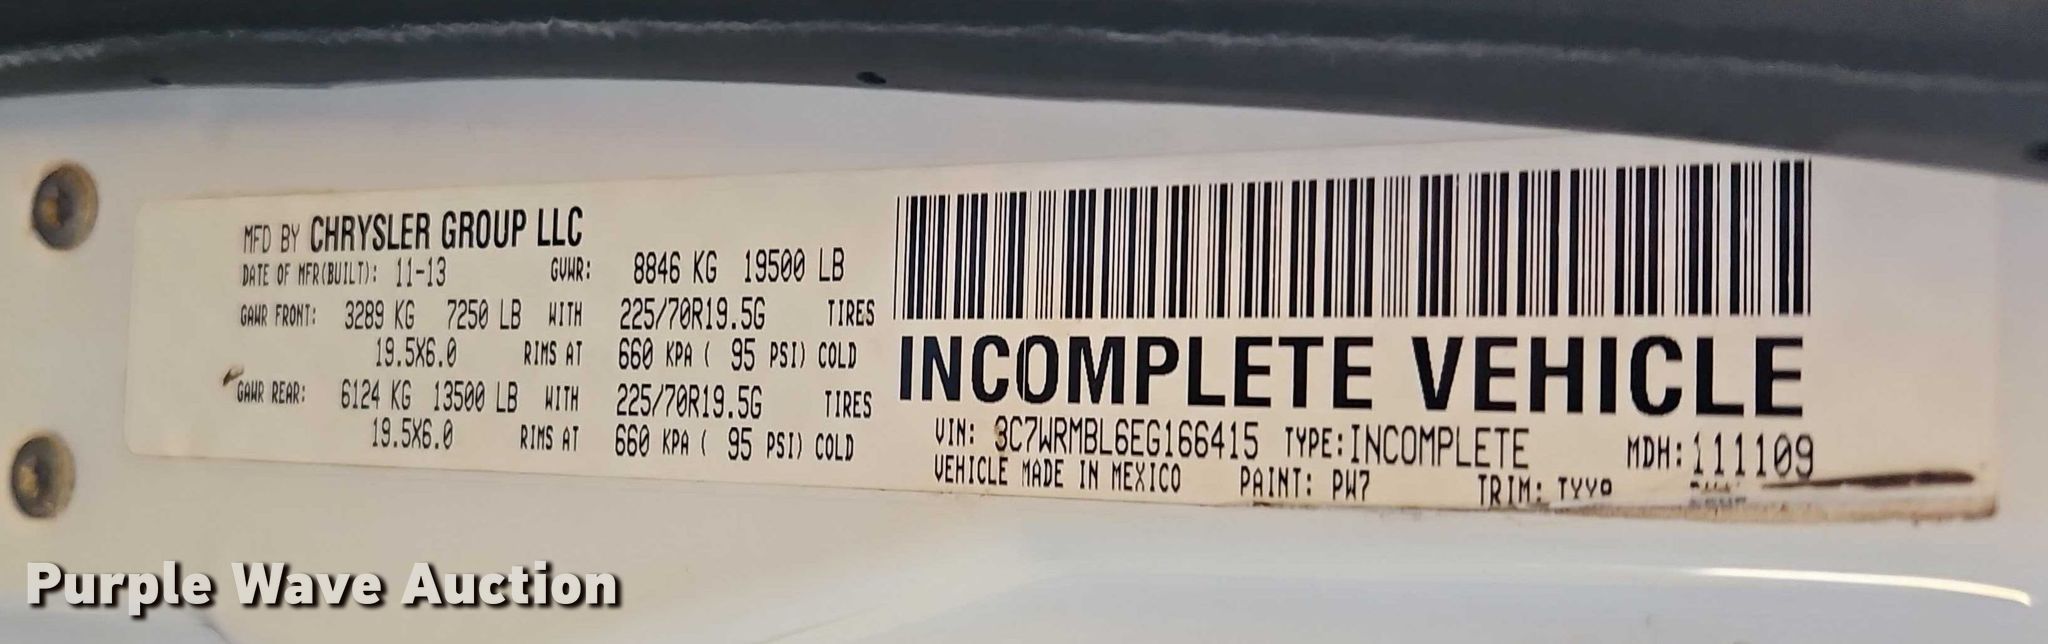 MFD BY CHRYSLER GROUP LLC
DATE OF MFR(BUILT): 11-13 GVWR: 8846 KG 19500 LB
GAWR FRONT: 3289 KG 7250 LB WITH 225/70R19.5G TIRES
19.5X6.0 RIMS AT 660 KPA ( 95 PSI) COLD
GAWR REAR: 6124 KG 13500 LB WITH 225/70R19.5G TIRES
19.5X6.0 RIMS AT 660 KPA ( 95 PSI) COLD
INCOMPLETE VEHICLE
VIN: 3C7WRMBL6EG166415 TYPE:INCOMPLETE MDH:111109
VEHICLE MADE IN MEXICO PAINT: PW7 TRIM:
Purple Wave Auction